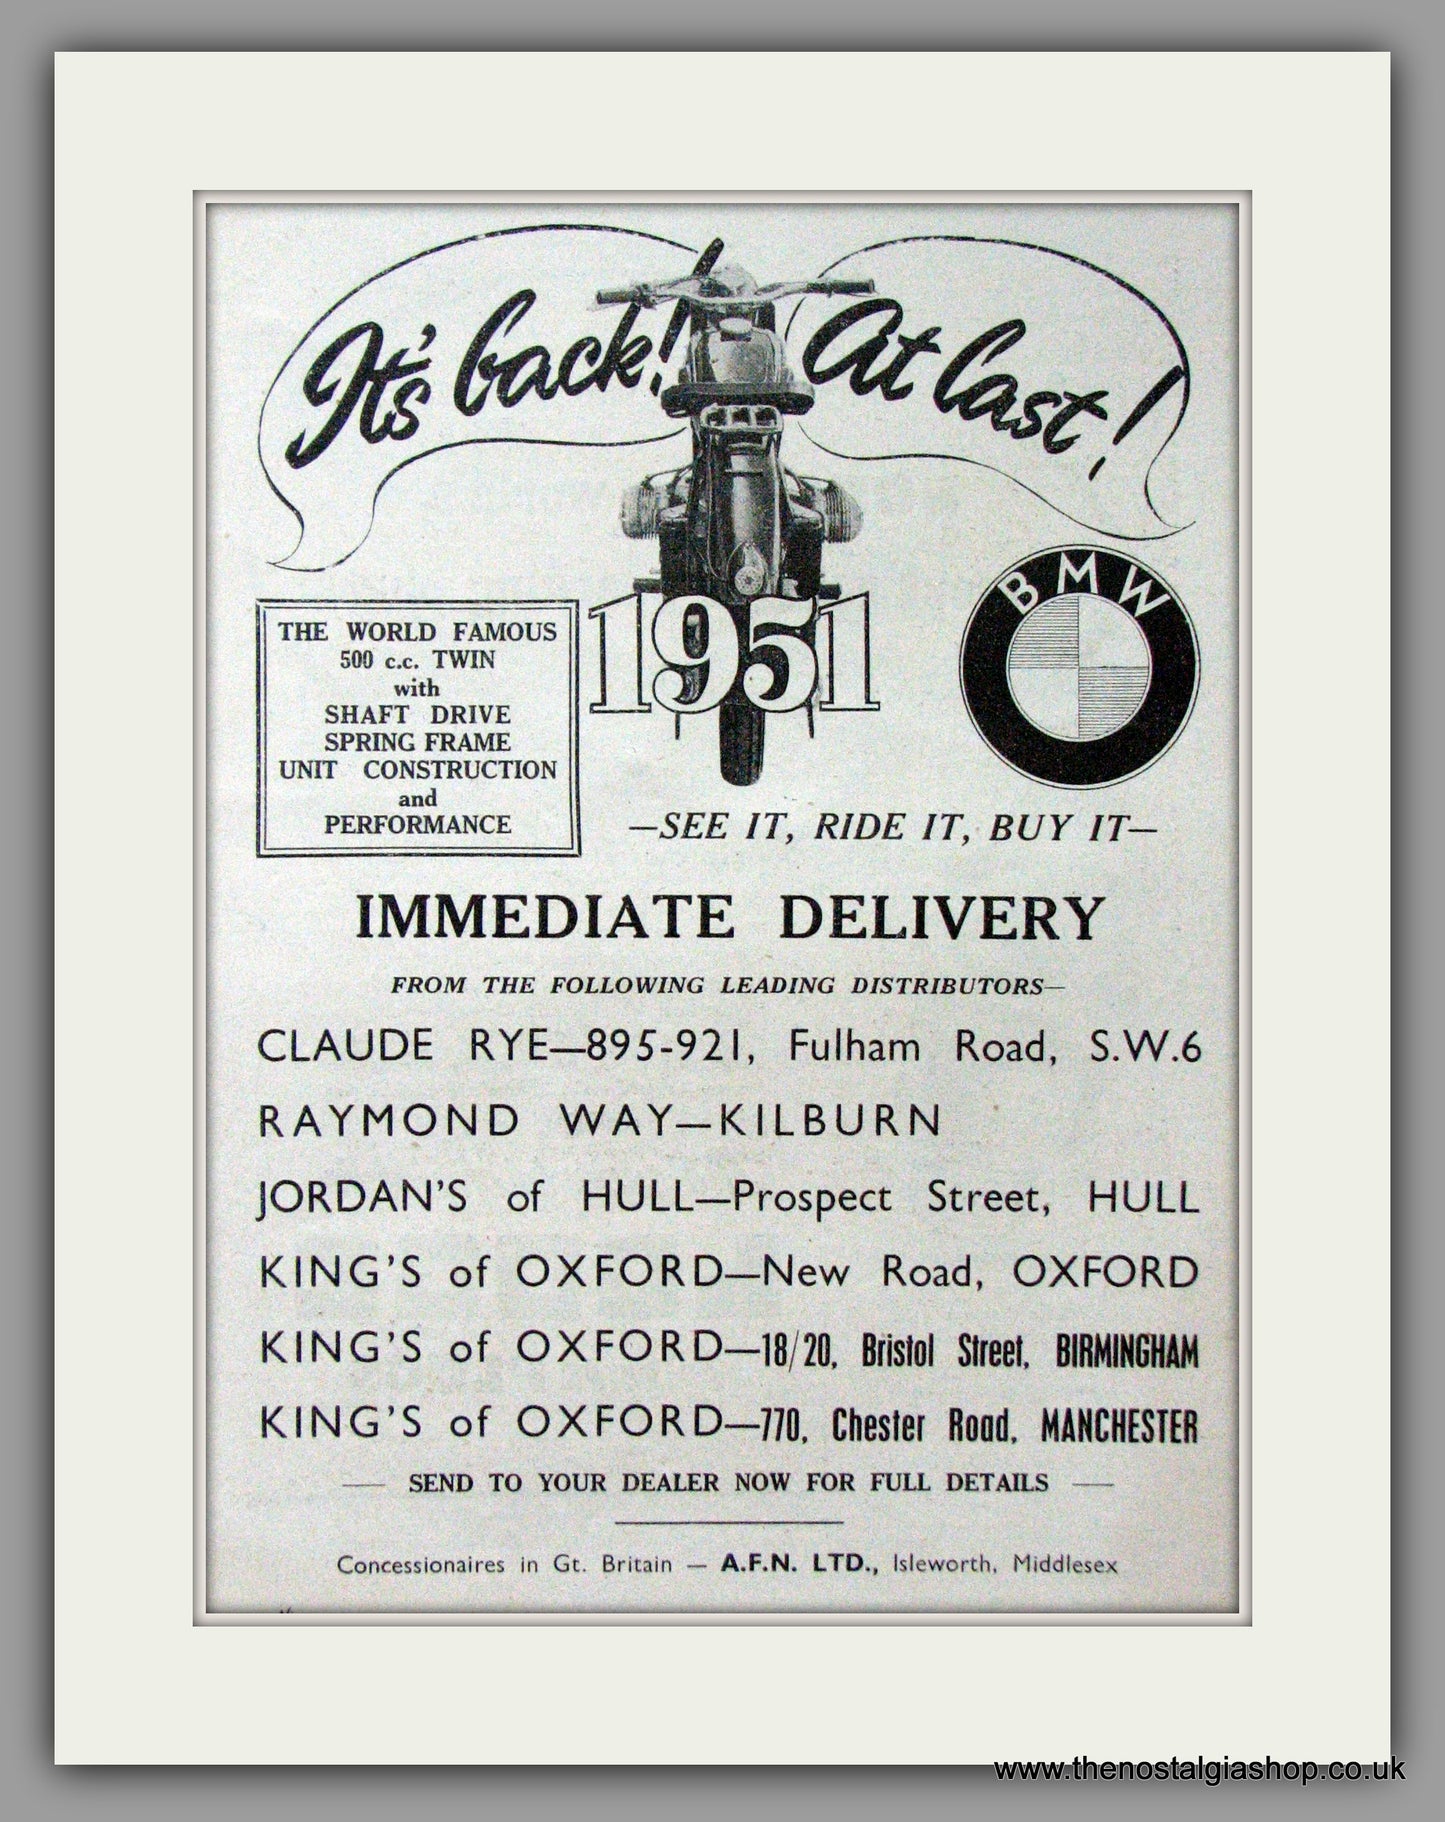 It's back!
At last!
BMW
1951
THE WORLD FAMOUS
500 c.c. TWIN
with
SHAFT DRIVE
SPRING FRAME
UNIT CONSTRUCTION
and
PERFORMANCE
—SEE IT, RIDE IT, BUY IT—
IMMEDIATE DELIVERY
FROM THE FOLLOWING LEADING DISTRIBUTORS—
CLAUDE RYE—895-921, Fulham Road, S.W.6
RAYMOND WAY—KILBURN
JORDAN'S of HULL—Prospect Street, HULL
KING'S of OXFORD—New Road, OXFORD
KING'S of OXFORD—18/20, Bristol Street, BIRMINGHAM
KING'S of OXFORD—770, Chester Road, MANCHESTER
— SEND TO YOUR DEALER NOW FOR FULL DETAILS —
Concessionaires in Gt. Britain — A.F.N. LTD., Isleworth, Middlesex
www.thenostalgiashop.co.uk